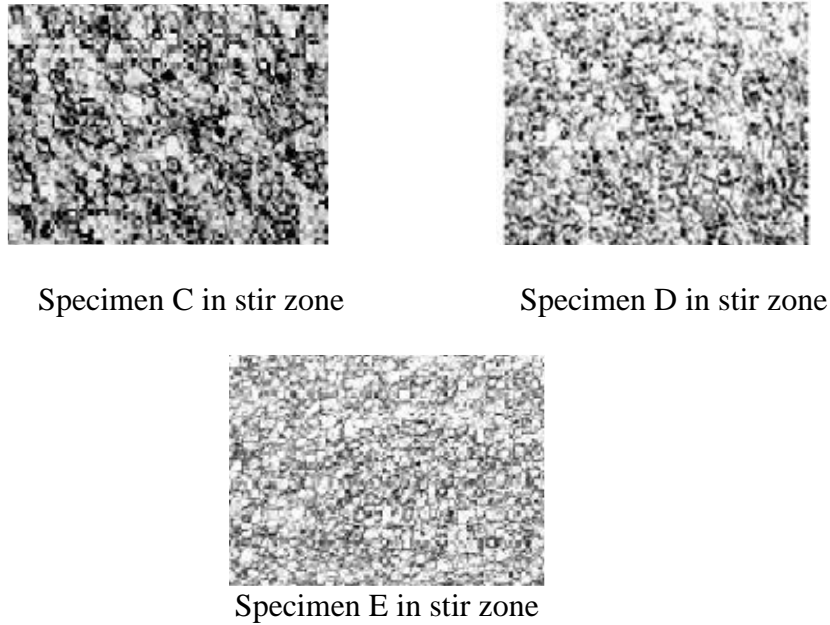 Specimen C in stir zone
Specimen D in stir zone
Specimen E in stir zone